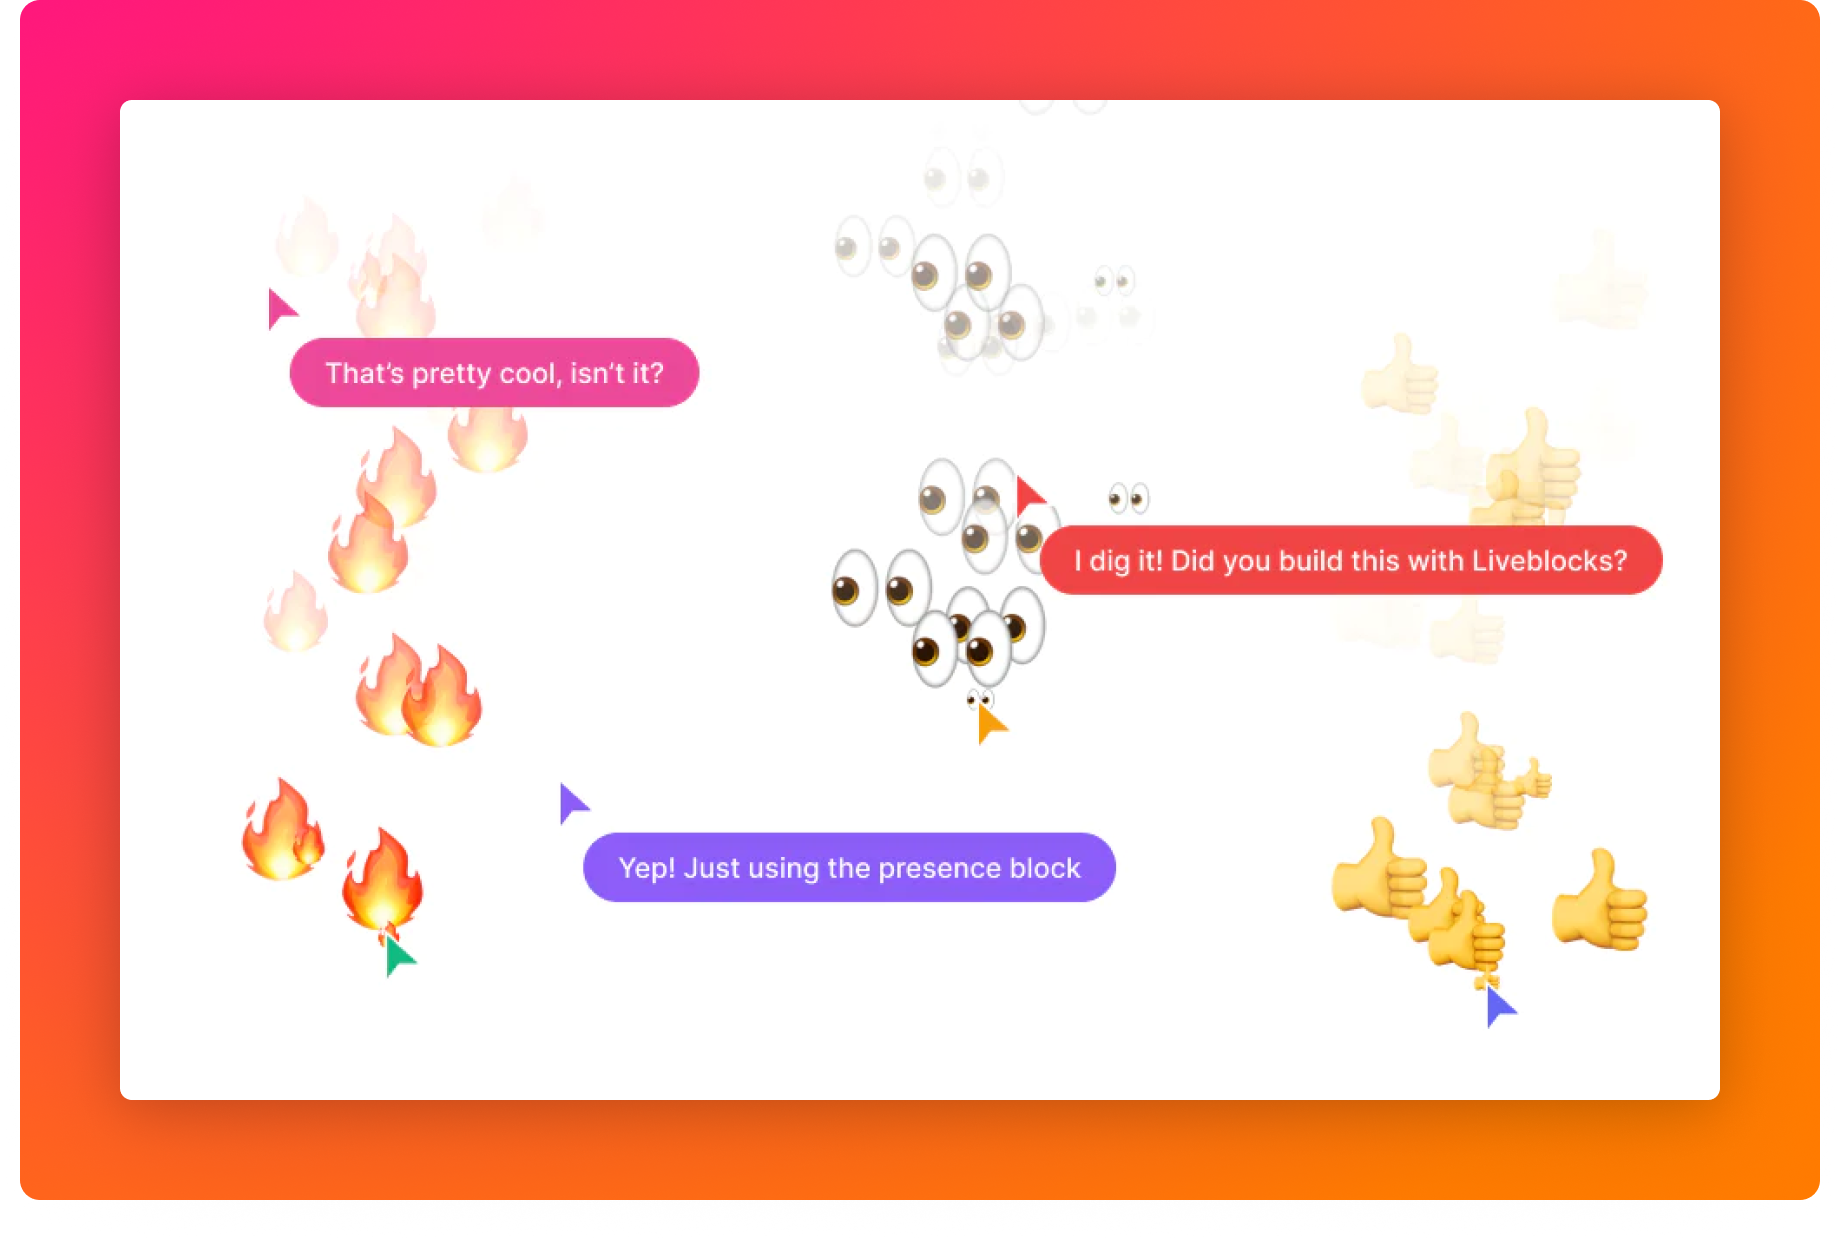 That’s pretty cool, isn’t it?
I dig it! Did you build this with Liveblocks?
Yep! Just using the presence block